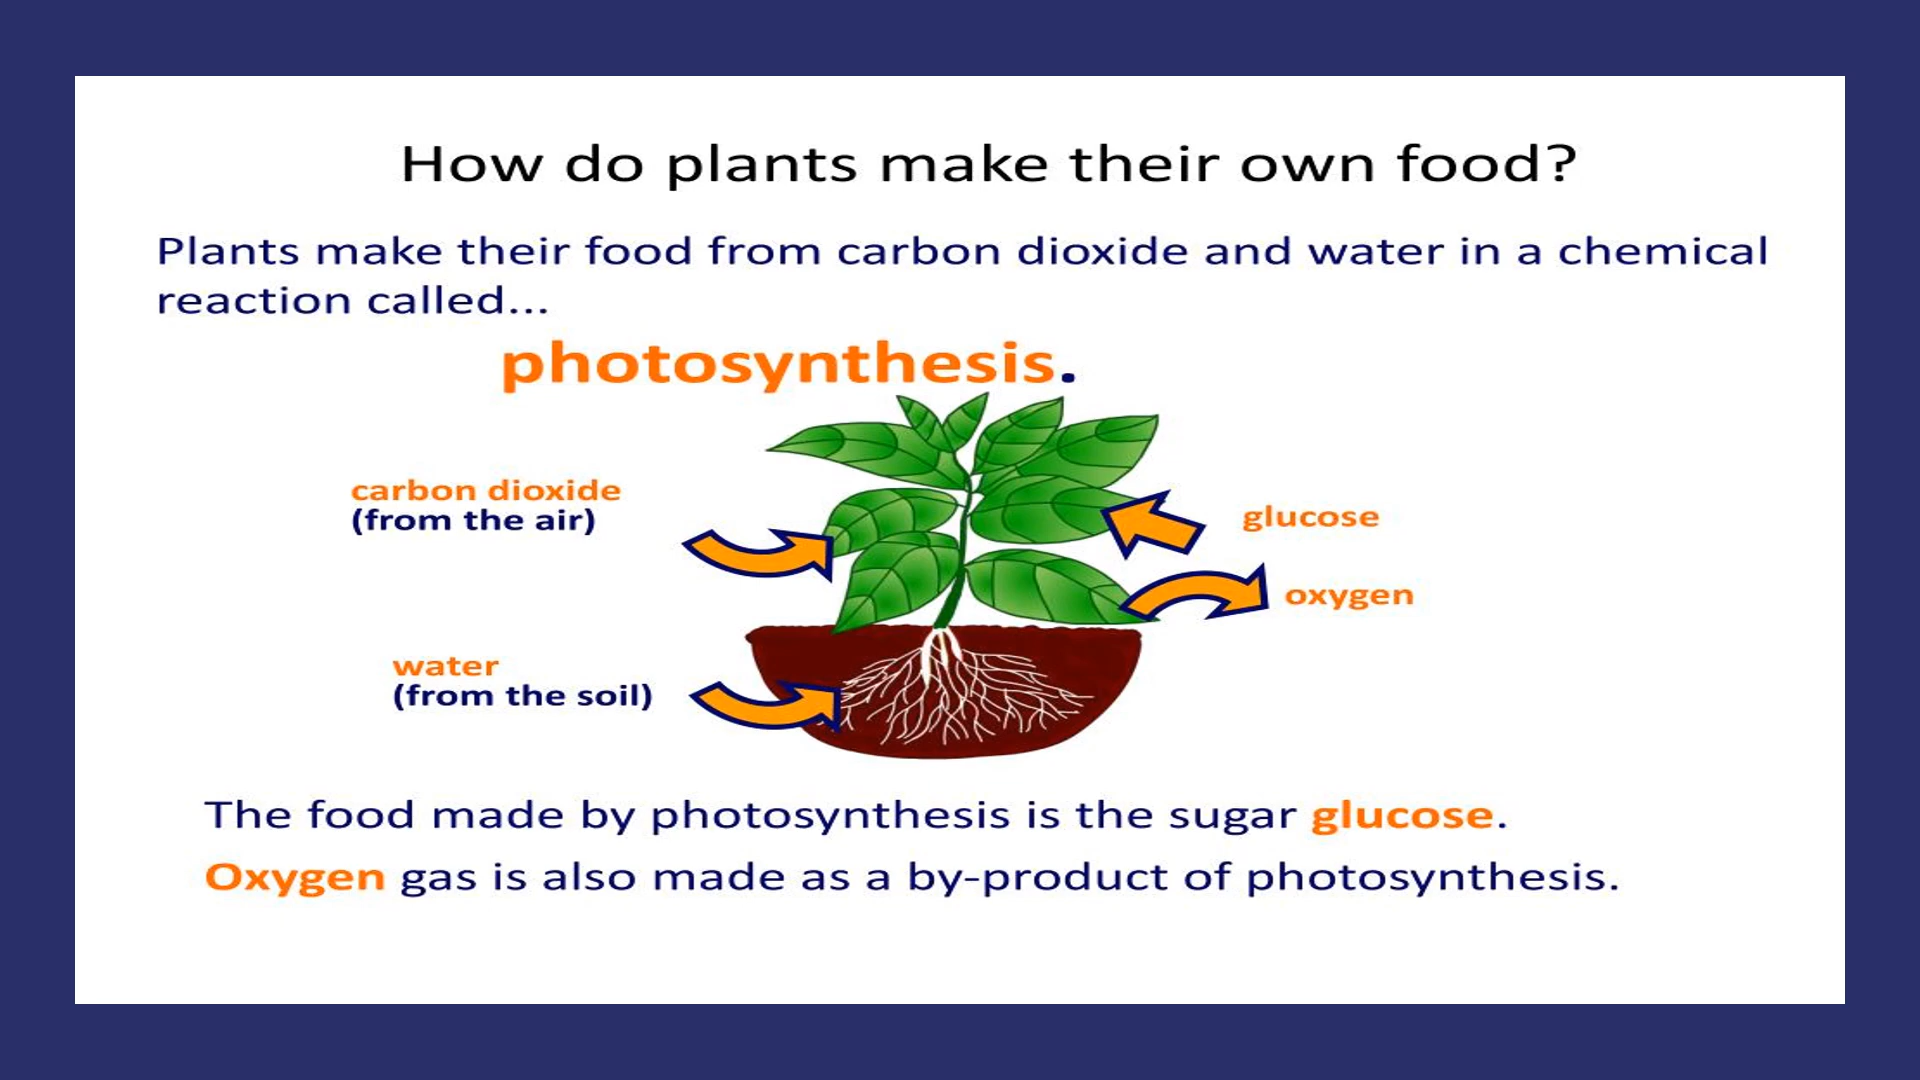 How do plants make their own food?
Plants make their food from carbon dioxide and water in a chemical
reaction called...
photosynthesis.
carbon dioxide
(from the air)
glucose
oxygen
water
(from the soil)
The food made by photosynthesis is the sugar glucose.
Oxygen gas is also made as a by-product of photosynthesis.